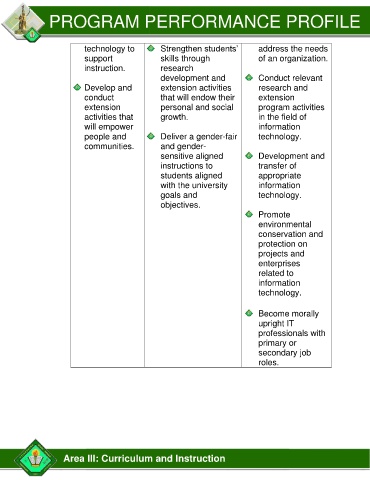 PROGRAM PERFORMANCE PROFILE
technology to
support
instruction.
Develop and
conduct
extension
activities that
will empower
people and
communities.
Strengthen students'
skills through
research
development and
extension activities
that will endow their
personal and social
growth.
Deliver a gender-fair
and gender-
sensitive aligned
instructions to
students aligned
with the university
goals and
objectives.
address the needs
of an organization.
Conduct relevant
research and
extension
program activities
in the field of
information
technology.
Development and
transfer of
appropriate
information
technology.
Promote
environmental
conservation and
protection on
projects and
enterprises
related to
information
technology.
Become morally
upright IT
professionals with
primary or
secondary job
roles.
Area III: Curriculum and Instruction